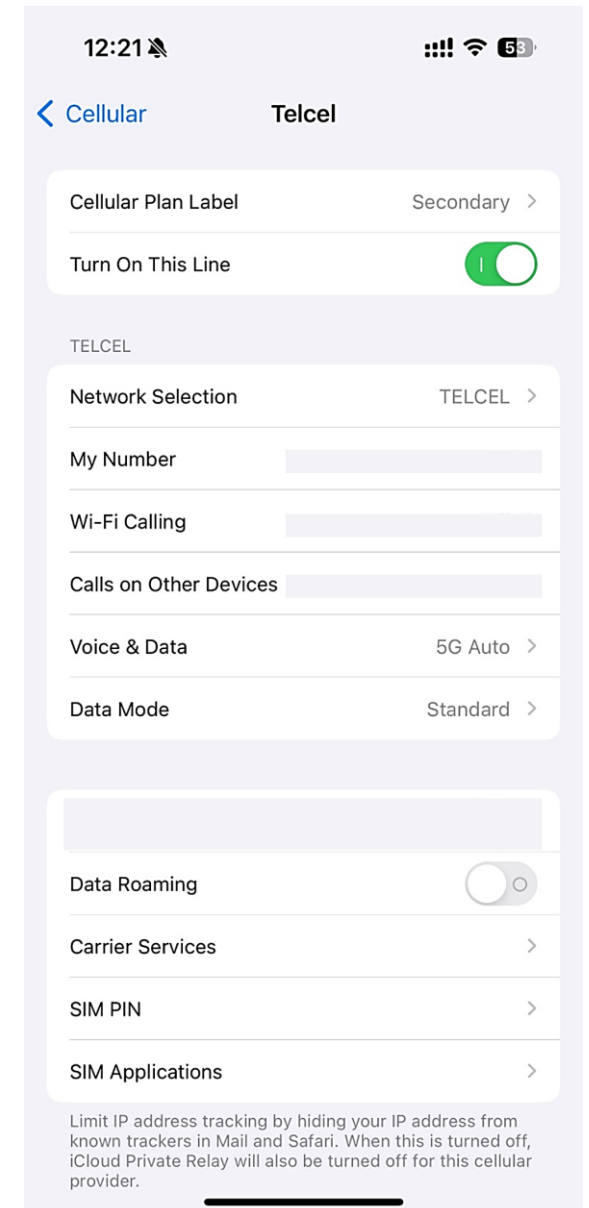 12:21
53
Cellular
Telcel
Cellular Plan Label Secondary
Turn On This Line
TELCEL
Network Selection TELCEL
My Number
Wi-Fi Calling
Calls on Other Devices
Voice & Data 5G Auto
Data Mode Standard
Data Roaming
Carrier Services
SIM PIN
SIM Applications
Limit IP address tracking by hiding your IP address from
known trackers in Mail and Safari. When this is turned off,
iCloud Private Relay will also be turned off for this cellular
provider.